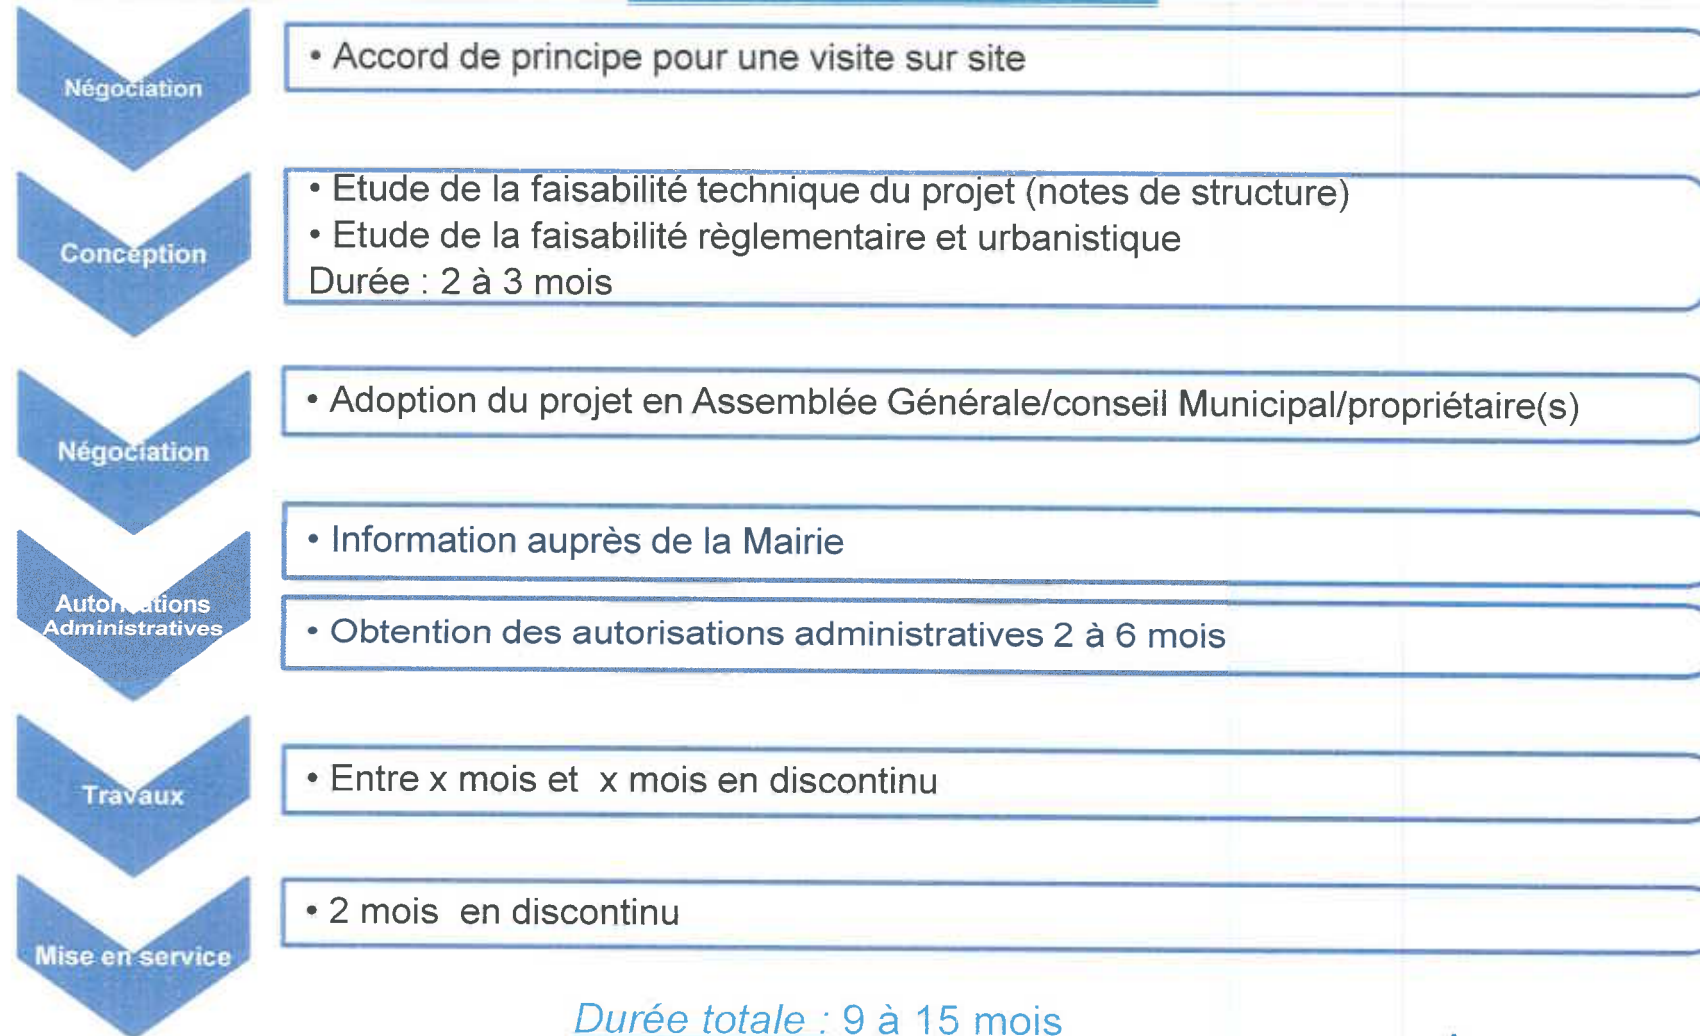 Négociation
• Accord de principe pour une visite sur site
Conception
• Etude de la faisabilité technique du projet (notes de structure)
• Etude de la faisabilité règlementaire et urbanistique
Durée : 2 à 3 mois
Négociation
• Adoption du projet en Assemblée Générale/conseil Municipal/propriétaire(s)
Autorisations
Administratives
• Information auprès de la Mairie
• Obtention des autorisations administratives 2 à 6 mois
Travaux
• Entre x mois et x mois en discontinu
Mise en service
• 2 mois en discontinu
Durée totale : 9 à 15 mois